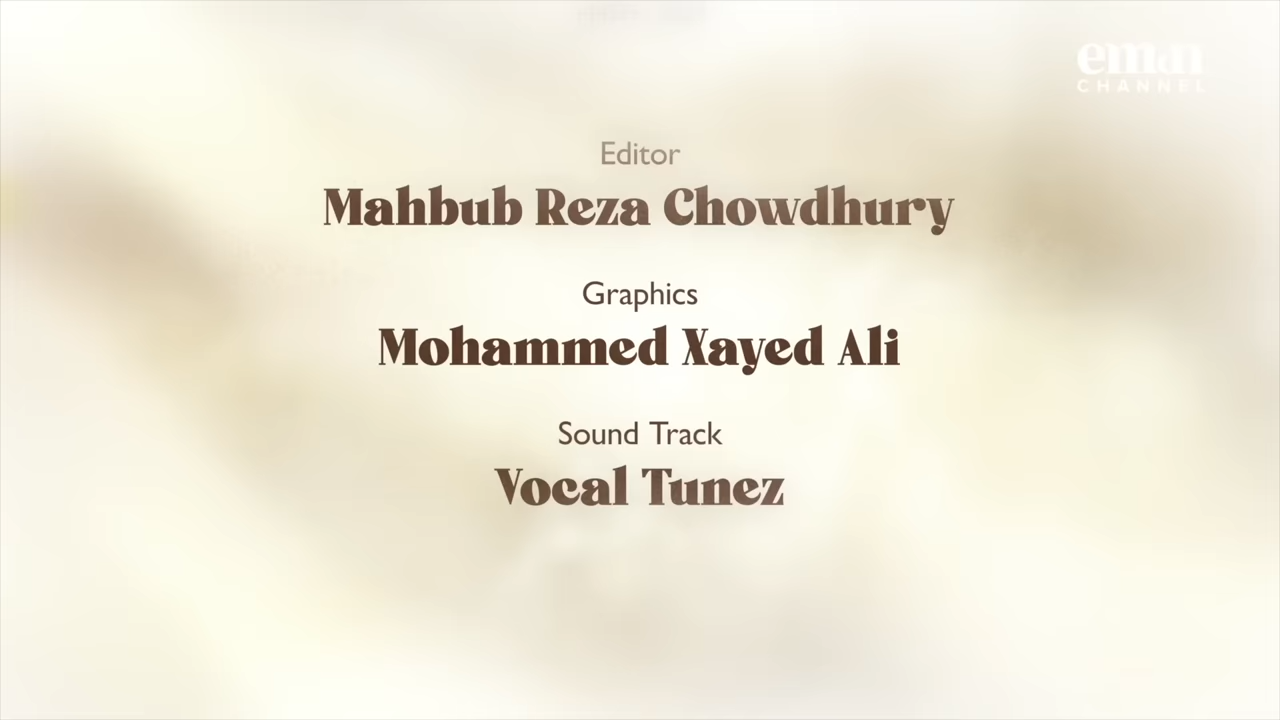 eman
CHANNEL
Editor
Mahbub Reza Chowdhury
Graphics
Mohammed Xayed Ali
Sound Track
Vocal Tunez